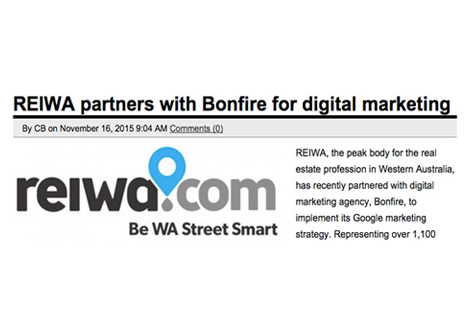 REIWA partners with Bonfire for digital marketing
By CB on November 16, 2015 9:04 AM Comments (0)
reiwa.com
Be WA Street Smart
REIWA, the peak body for the real
estate profession in Western Australia,
has recently partnered with digital
marketing agency, Bonfire, to
implement its Google marketing
strategy. Representing over 1,100